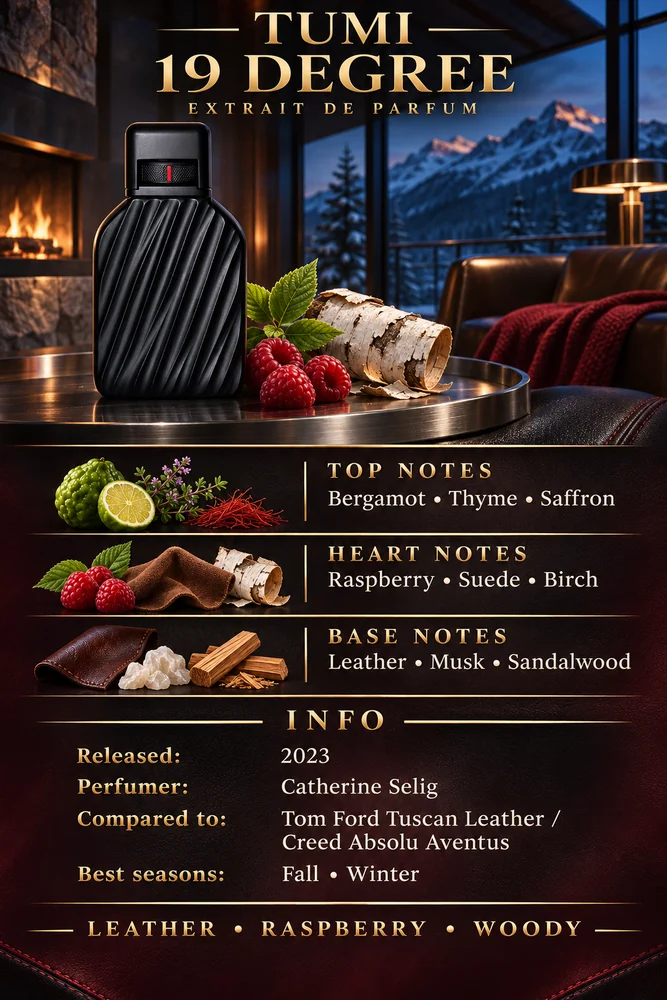 TUMI
19 DEGREE
EXTRAIT DE PARFUM
TOP NOTES
Bergamot • Thyme • Saffron
HEART NOTES
Raspberry • Suede • Birch
BASE NOTES
Leather • Musk • Sandalwood
INFO
Released: 2023
Perfumer: Catherine Selig
Compared to: Tom Ford Tuscan Leather /
Creed Absolu Aventus
Best seasons: Fall • Winter
LEATHER • RASPBERRY • WOODY